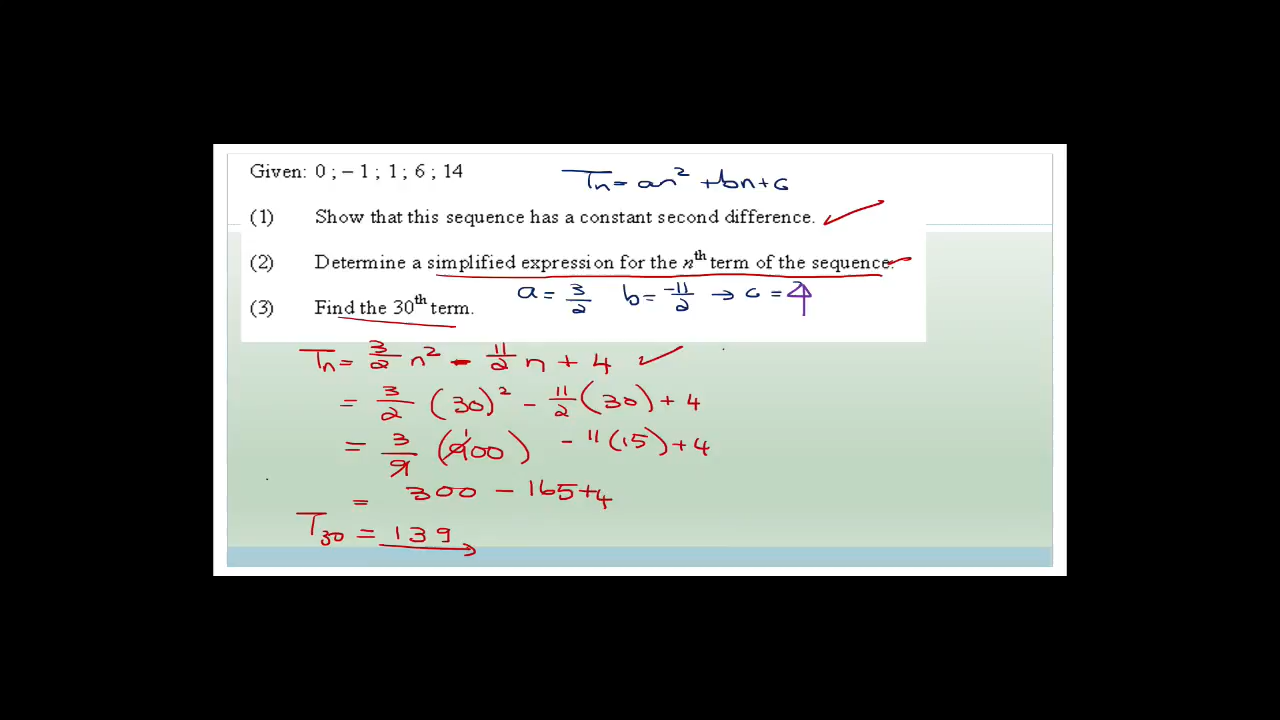 Given: 0 ; – 1 ; 1 ; 6 ; 14
Tn = an² + bn + c
(1) Show that this sequence has a constant second difference.
(2) Determine a simplified expression for the nth term of the sequence.
a = 3/2 b = -11/2 → c = 4
(3) Find the 30th term.
Tn = 3/2 n² - 11/2 n + 4
= 3/2 (30)² - 11/2 (30) + 4
= 3/9 (900) - 11 (15) + 4
= 300 - 165 + 4
T30 = 139